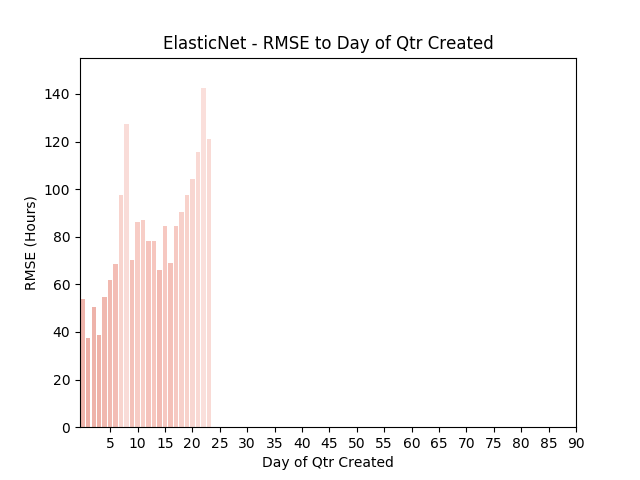 ElasticNet - RMSE to Day of Qtr Created
RMSE (Hours)
140
120
100
80
60
40
20
0
5 10 15 20 25 30 35 40 45 50 55 60 65 70 75 80 85 90
Day of Qtr Created